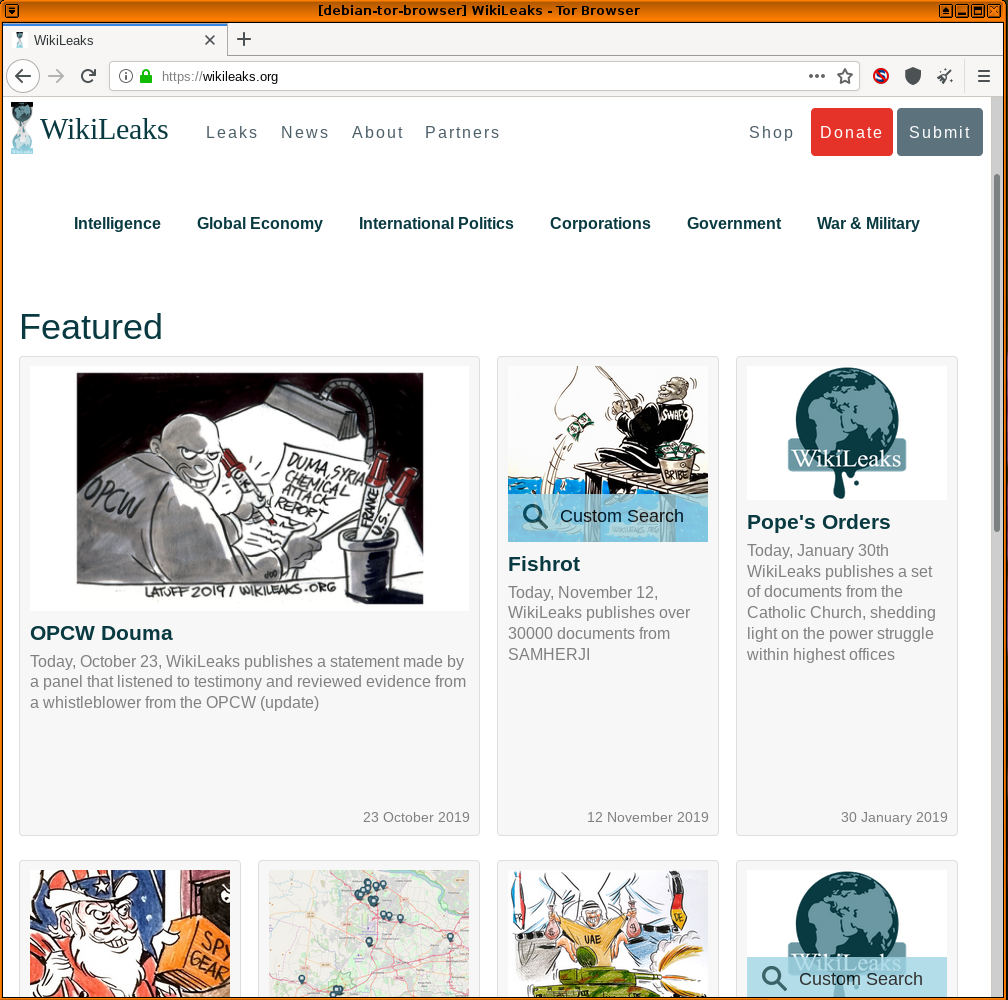 [debian-tor-browser] WikiLeaks - Tor Browser
WikiLeaks
https://wikileaks.org
WikiLeaks
Leaks
News
About
Partners
Shop
Donate
Submit
Intelligence
Global Economy
International Politics
Corporations
Government
War & Military
Featured
OPCW
U.K.
DUMA, SYRIA
CHEMICAL
ATTACK
REPORT
FRANCE
U.S.
LATUFF 2019 / WIKILEAKS.ORG
OPCW Douma
Today, October 23, WikiLeaks publishes a statement made by
a panel that listened to testimony and reviewed evidence from
a whistleblower from the OPCW (update)
23 October 2019
SWAPO
BRIBE
Custom Search
Fishrot
Today, November 12,
WikiLeaks publishes over
30000 documents from
SAMHERJI
12 November 2019
WikiLeaks
Pope's Orders
Today, January 30th
WikiLeaks publishes a set
of documents from the
Catholic Church, shedding
light on the power struggle
within highest offices
30 January 2019
SPY
GEAR
FR
UAE
DE
WikiLeaks
Custom Search